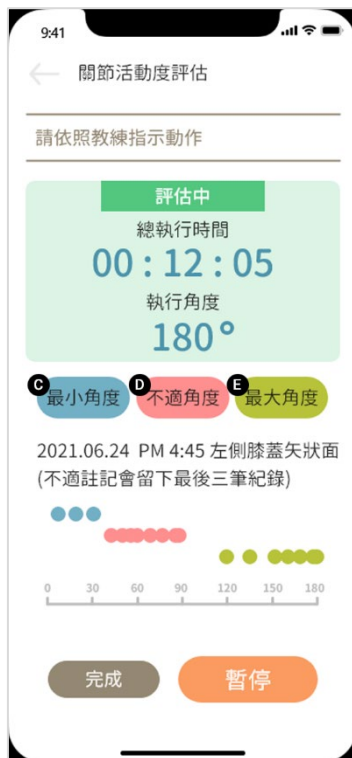 9:41
關節活動度評估
請依照教練指示動作
評估中
總執行時間
00 : 12 : 05
執行角度
180°
C 最小角度 D 不適角度 E 最大角度
2021.06.24 PM 4:45 左側膝蓋矢狀面
(不適註記會留下最後三筆紀錄)
0 30 60 90 120 150 180
完成 暫停